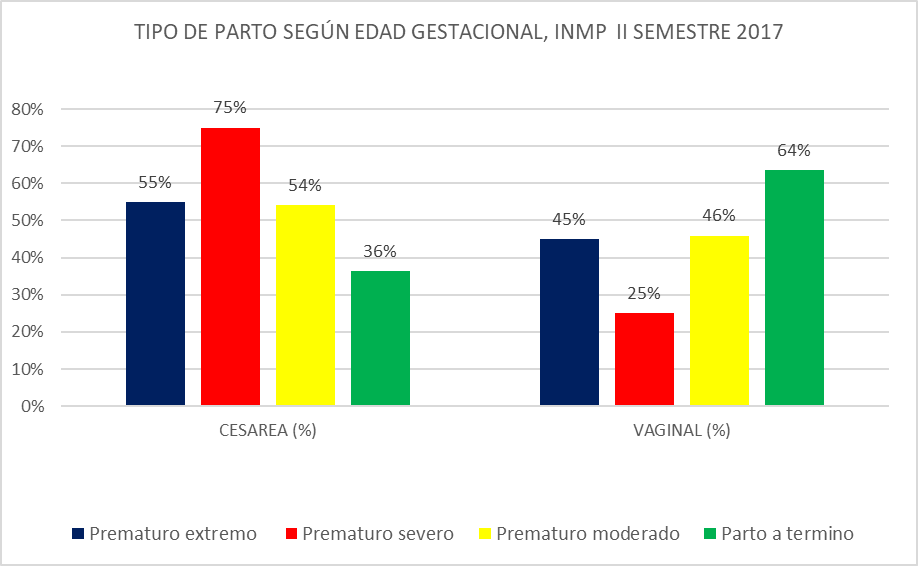 TIPO DE PARTO SEGÚN EDAD GESTACIONAL, INMP II SEMESTRE 2017
80%
70%
60%
50%
40%
30%
20%
10%
0%
55%
75%
54%
36%
45%
25%
46%
64%
CESAREA (%)
VAGINAL (%)
Prematuro extremo
Prematuro severo
Prematuro moderado
Parto a termino